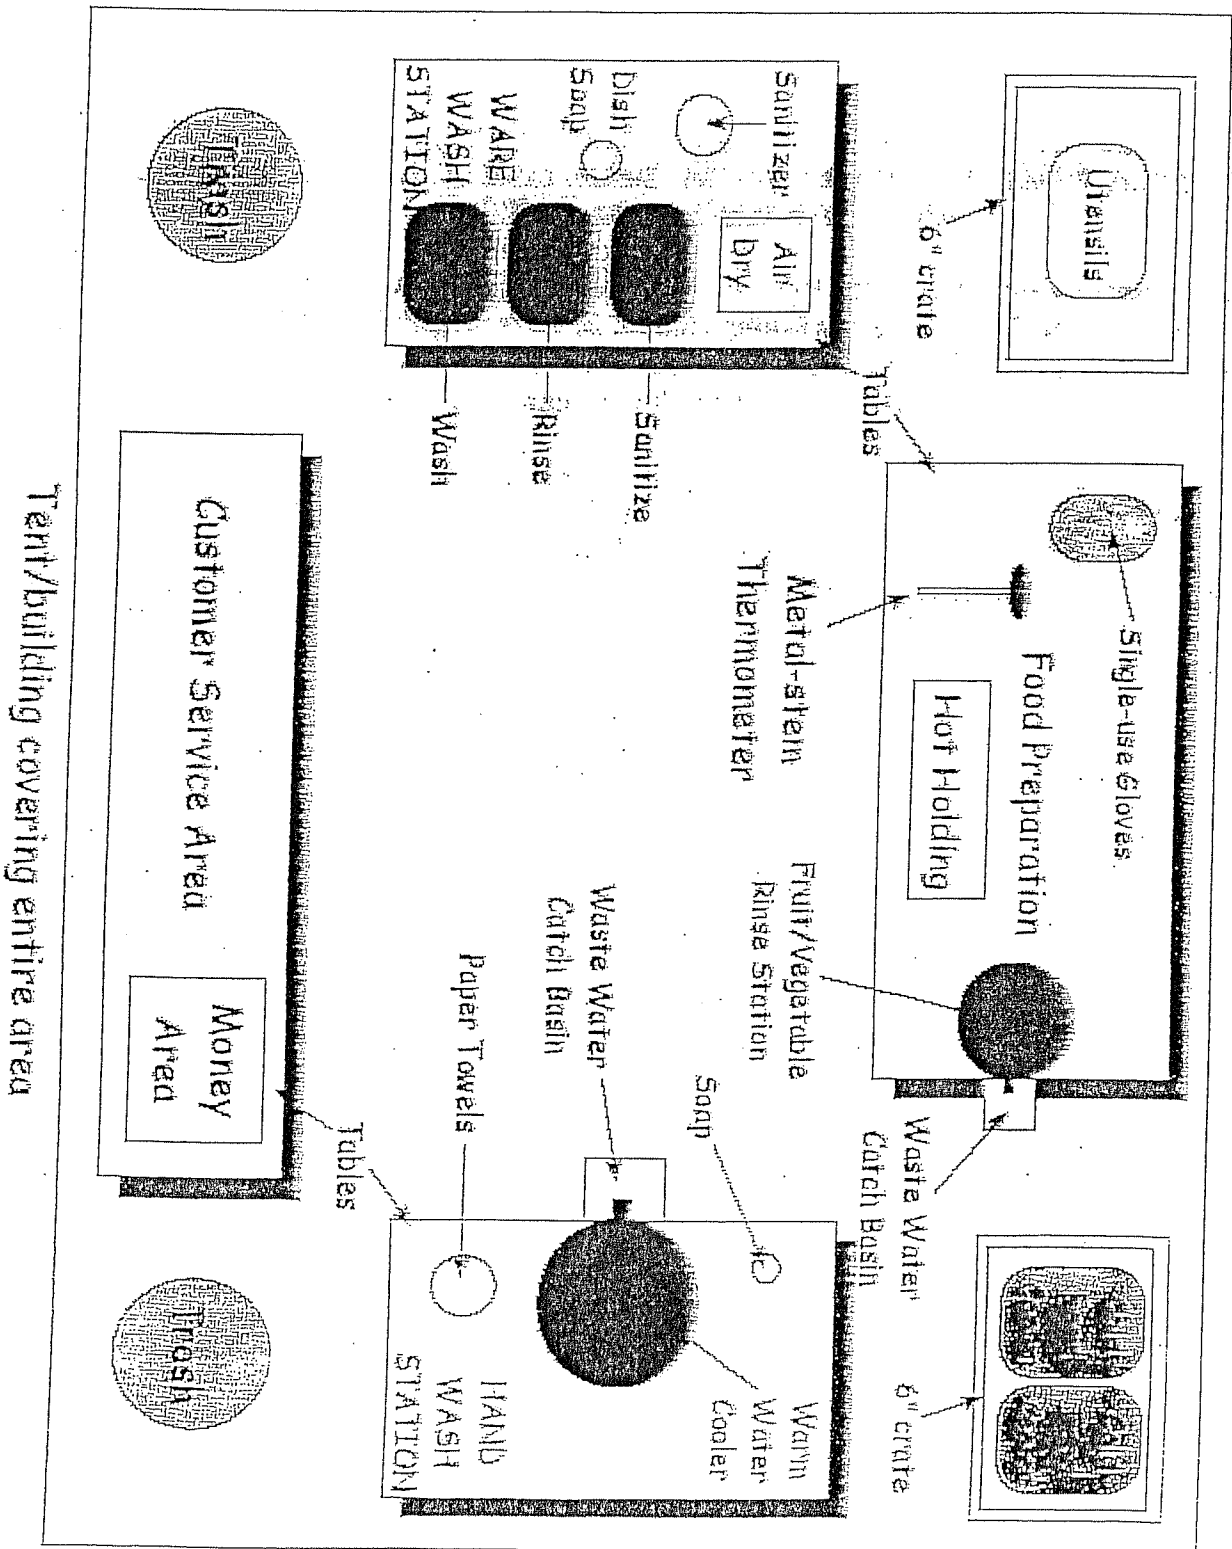 Utensils
6" crate
Tables
Single-use Gloves
Food Preparation
Hot Holding
Metal-stem
Thermometer
Fruit/Vegetable
Rinse Station
Waste Water
Catch Basin
6" crate
Sanitizer
Air
Dry
Dish
Soap
WARE
WASH
STATION
Sanitize
Rinse
Wash
Soap
Warm
Water
Cooler
Waste Water
Catch Basin
Paper Towels
HAND
WASH
STATION
Tables
Trash
Customer Service Area
Money
Area
Trash
Tent/building covering entire area